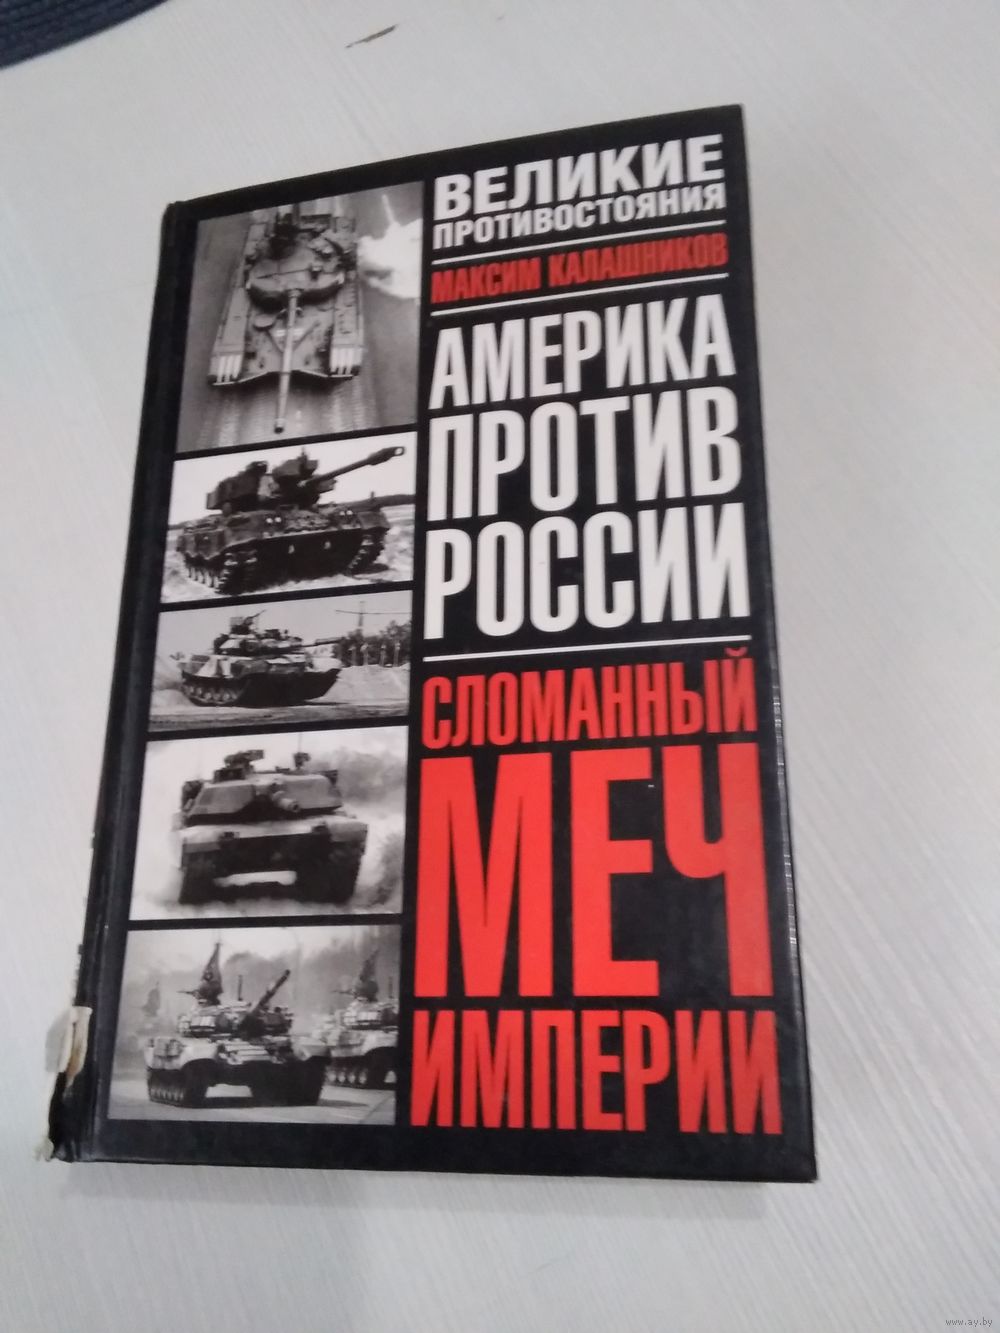 ВЕЛИКИЕ
ПРОТИВОСТОЯНИЯ
МАКСИМ КАЛАШНИКОВ
АМЕРИКА
ПРОТИВ
РОССИИ
СЛОМАННЫЙ
МЕЧ
ИМПЕРИИ
www.ay.by